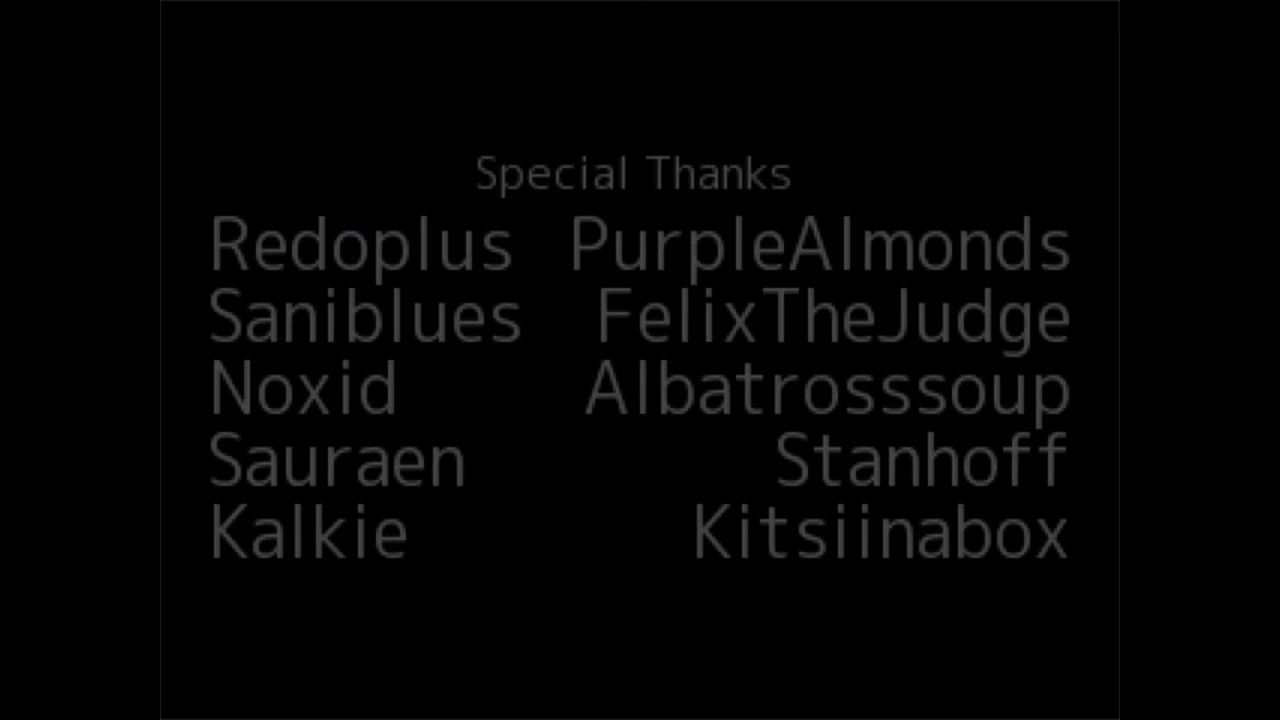 Special Thanks
Redoplus PurpleAlmonds
Saniblues FelixTheJudge
Noxid Albatrosssoup
Sauraen Stanhoff
Kalkie Kitsiinabox